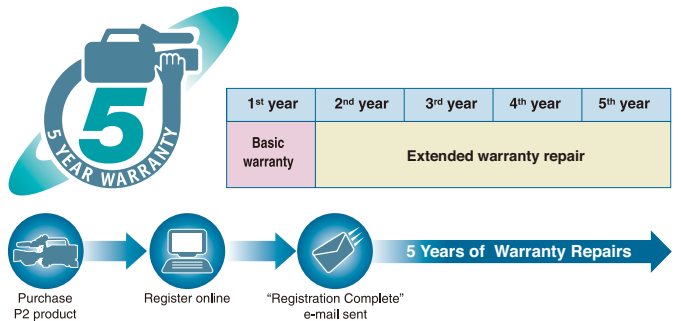 5
5 YEAR WARRANTY
1st year 2nd year 3rd year 4th year 5th year
Basic
warranty
Extended warranty repair
5 Years of Warranty Repairs
Purchase
P2 product
Register online
“Registration Complete”
e-mail sent